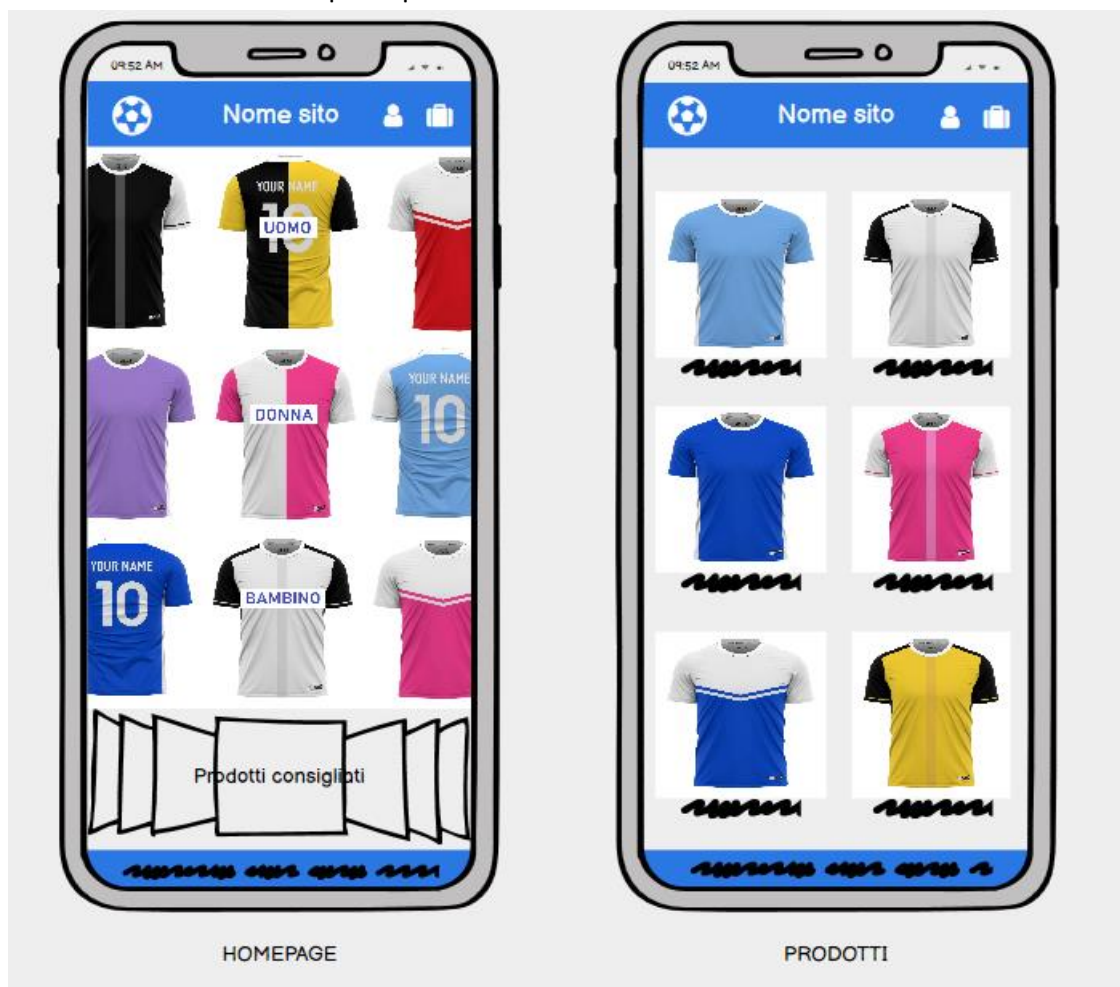 09:52 AM
Nome sito
YOUR NAME
10
UOMO
DONNA
YOUR NAME
10
YOUR NAME
10
BAMBINO
Prodotti consigliati
HOMEPAGE
09:52 AM
Nome sito
PRODOTTI